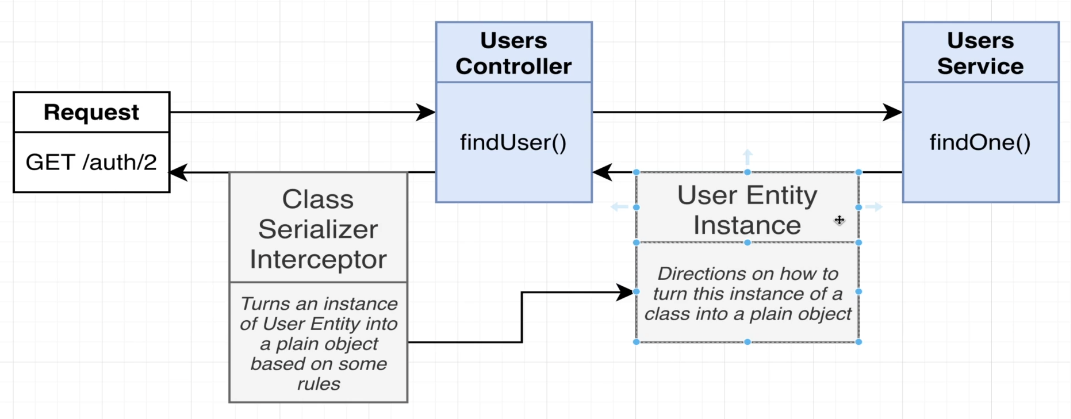 Request
GET /auth/2
Users
Controller
findUser()
Users
Service
findOne()
Class
Serializer
Interceptor
Turns an instance
of User Entity into
a plain object
based on some
rules
User Entity
Instance
Directions on how to
turn this instance of a
class into a plain object